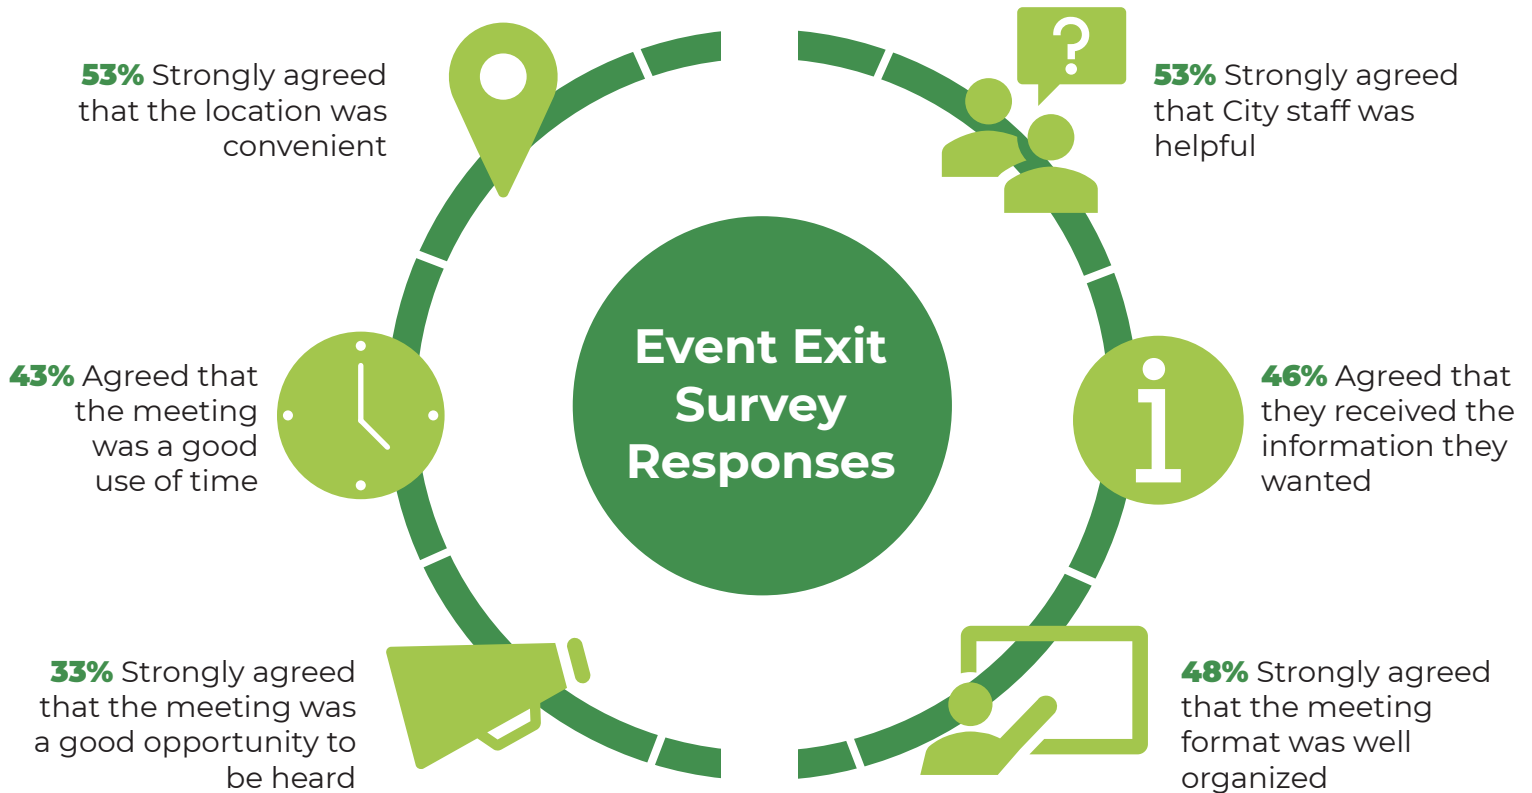 53% Strongly agreed
that the location was
convenient
?
53% Strongly agreed
that City staff was
helpful
Event Exit
Survey
Responses
43% Agreed that
the meeting
was a good
use of time
i
46% Agreed that
they received the
information they
wanted
33% Strongly agreed
that the meeting was
a good opportunity to
be heard
48% Strongly agreed
that the meeting
format was well
organized